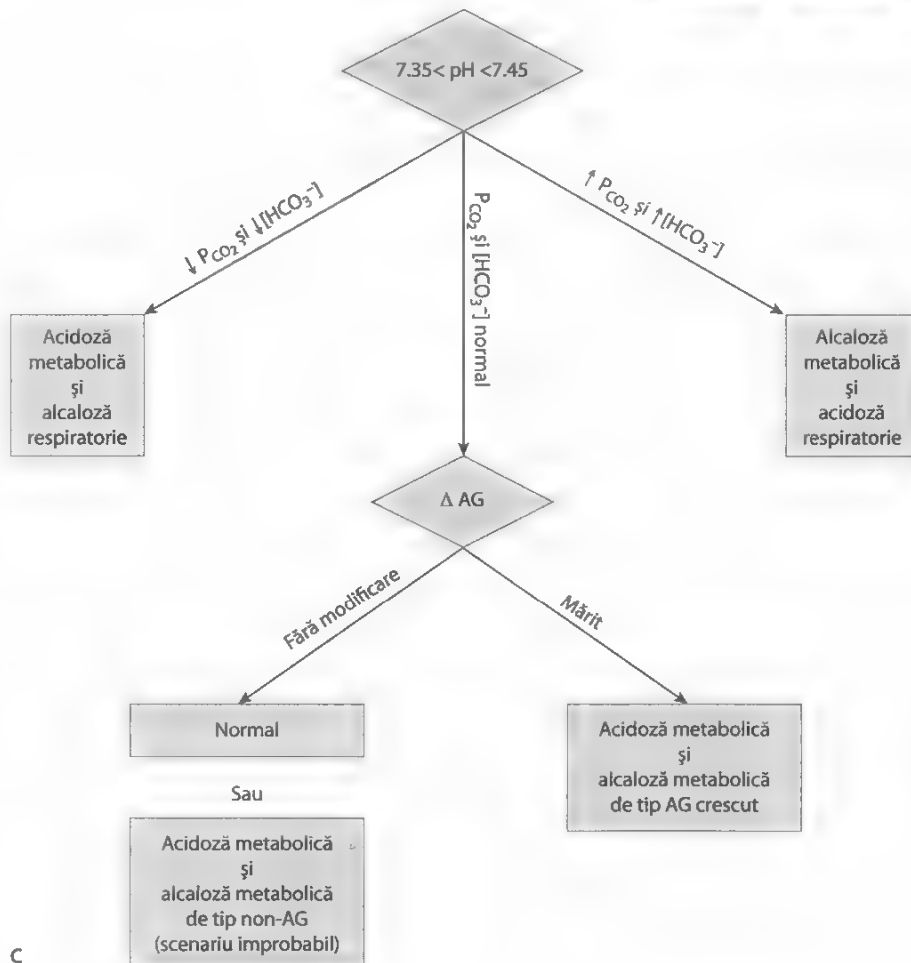 7.35< pH <7.45
↓ PCO₂ și ↓[HCO₃⁻]
PCO₂ și [HCO₃⁻] normal
↑ PCO₂ și ↑[HCO₃⁻]
Acidoză
metabolică
și
alcaloză
respiratorie
Alcaloză
metabolică
și
acidoză
respiratorie
Δ AG
Fără modificare
Mărit
Normal
Sau
Acidoză metabolică
și
alcaloză metabolică
de tip non-AG
(scenariu improbabil)
Acidoză metabolică
și
alcaloză metabolică
de tip AG crescut
C